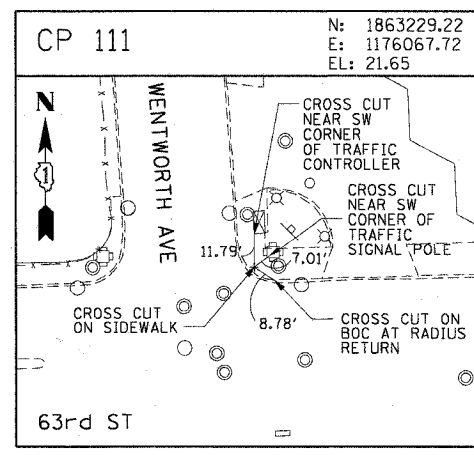 CP 111
N: 1863229.22
E: 1176067.72
EL: 21.65
N
1
WENTWORTH AVE
CROSS CUT
NEAR SW
CORNER
OF TRAFFIC
CONTROLLER
CROSS CUT
NEAR SW
CORNER OF
TRAFFIC
SIGNAL POLE
11.79'
7.01'
8.78'
CROSS CUT
ON SIDEWALK
CROSS CUT ON
BOC AT RADIUS
RETURN
63rd ST